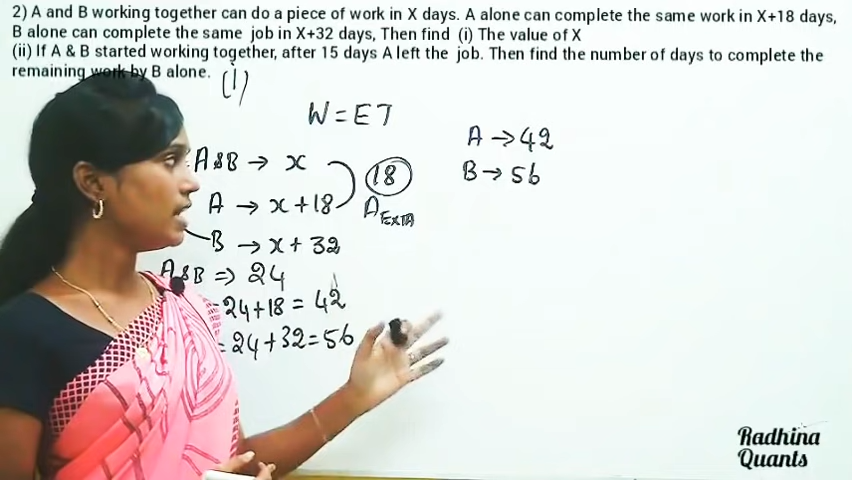 2) A and B working together can do a piece of work in X days. A alone can complete the same work in X+18 days,
B alone can complete the same job in X+32 days, Then find (i) The value of X
(ii) If A & B started working together, after 15 days A left the job. Then find the number of days to complete the
remaining work by B alone.
(i)
W = ET
A&B → x
18
A → x+18
A EXTA
B → x + 32
A&B ⇒ 24
= 24+18 = 42
= 24+32=56
A → 42
B → 56
Radhina
Quants